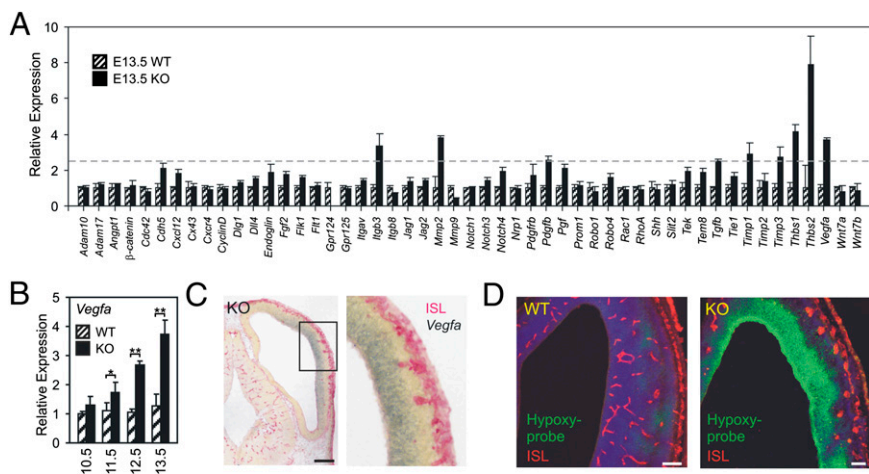 A
10
8
6
4
2
0
Relative Expression
E13.5 WT
E13.5 KO
Adam10
Adam17
Angpt1
β-catenin
Cdc42
Cdh5
Cxcl12
Cx43
Cxcr4
CyclinD
Dlg1
Dll4
Endoglin
Fgf2
Flk1
Flt1
Gpr124
Gpr125
Itgav
Itgb3
Itgb8
Jag1
Jag2
Mmp2
Mmp9
Notch1
Notch3
Notch4
Nrp1
Pdgfrb
Pdgfb
Pgf
Prom1
Robo1
Robo4
Rac1
RhoA
Shh
Slit2
Tek
Tem8
Tgfb
Tie1
Timp1
Timp2
Timp3
Thbs1
Thbs2
Vegfa
Wnt7a
Wnt7b
B
Vegfa
WT
KO
5
4
3
2
1
0
Relative Expression
*
**
**
10.5
11.5
12.5
13.5
C
KO
ISL
Vegfa
D
WT
Hypoxy-
probe
ISL
KO
Hypoxy-
probe
ISL